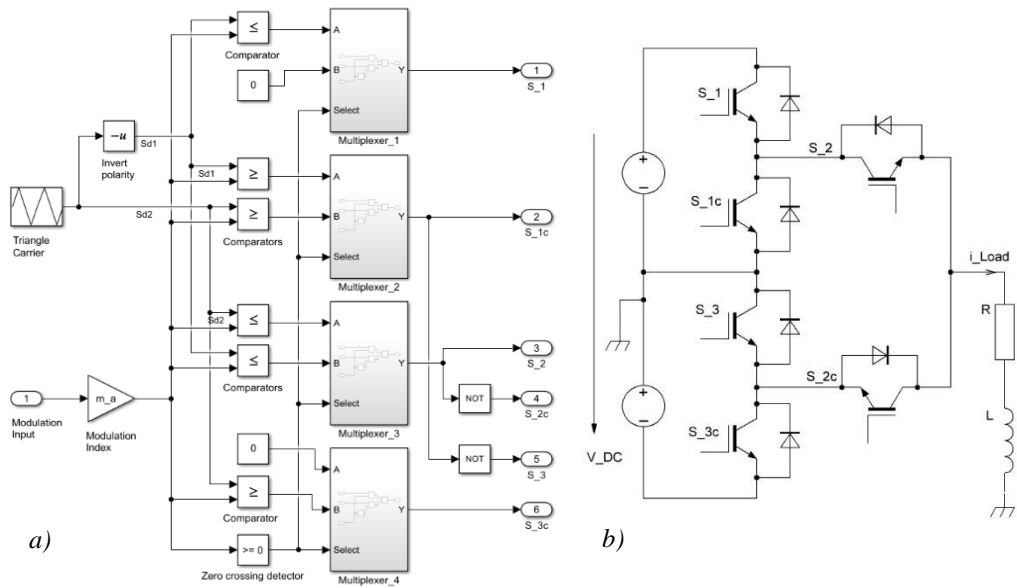 A
≤
Comparator
0
B
Y
1
S_1
Select
Multiplexer_1
-u
Sd1
Invert
polarity
Sd1
≥
A
Sd2
≥
B
Y
2
S_1c
Comparators
Triangle
Carrier
Select
Multiplexer_2
Sd2
≤
A
≤
B
Y
3
S_2
Comparators
NOT
4
S_2c
1
Modulation
Input
m_a
Modulation
Index
Select
Multiplexer_3
0
A
NOT
5
S_3
≥
B
Y
6
S_3c
Comparator
>= 0
Select
Zero crossing detector
Multiplexer_4
a)
S_1
S_2
+
−
S_1c
i_Load
R
S_3
S_2c
+
−
L
S_3c
V_DC
b)